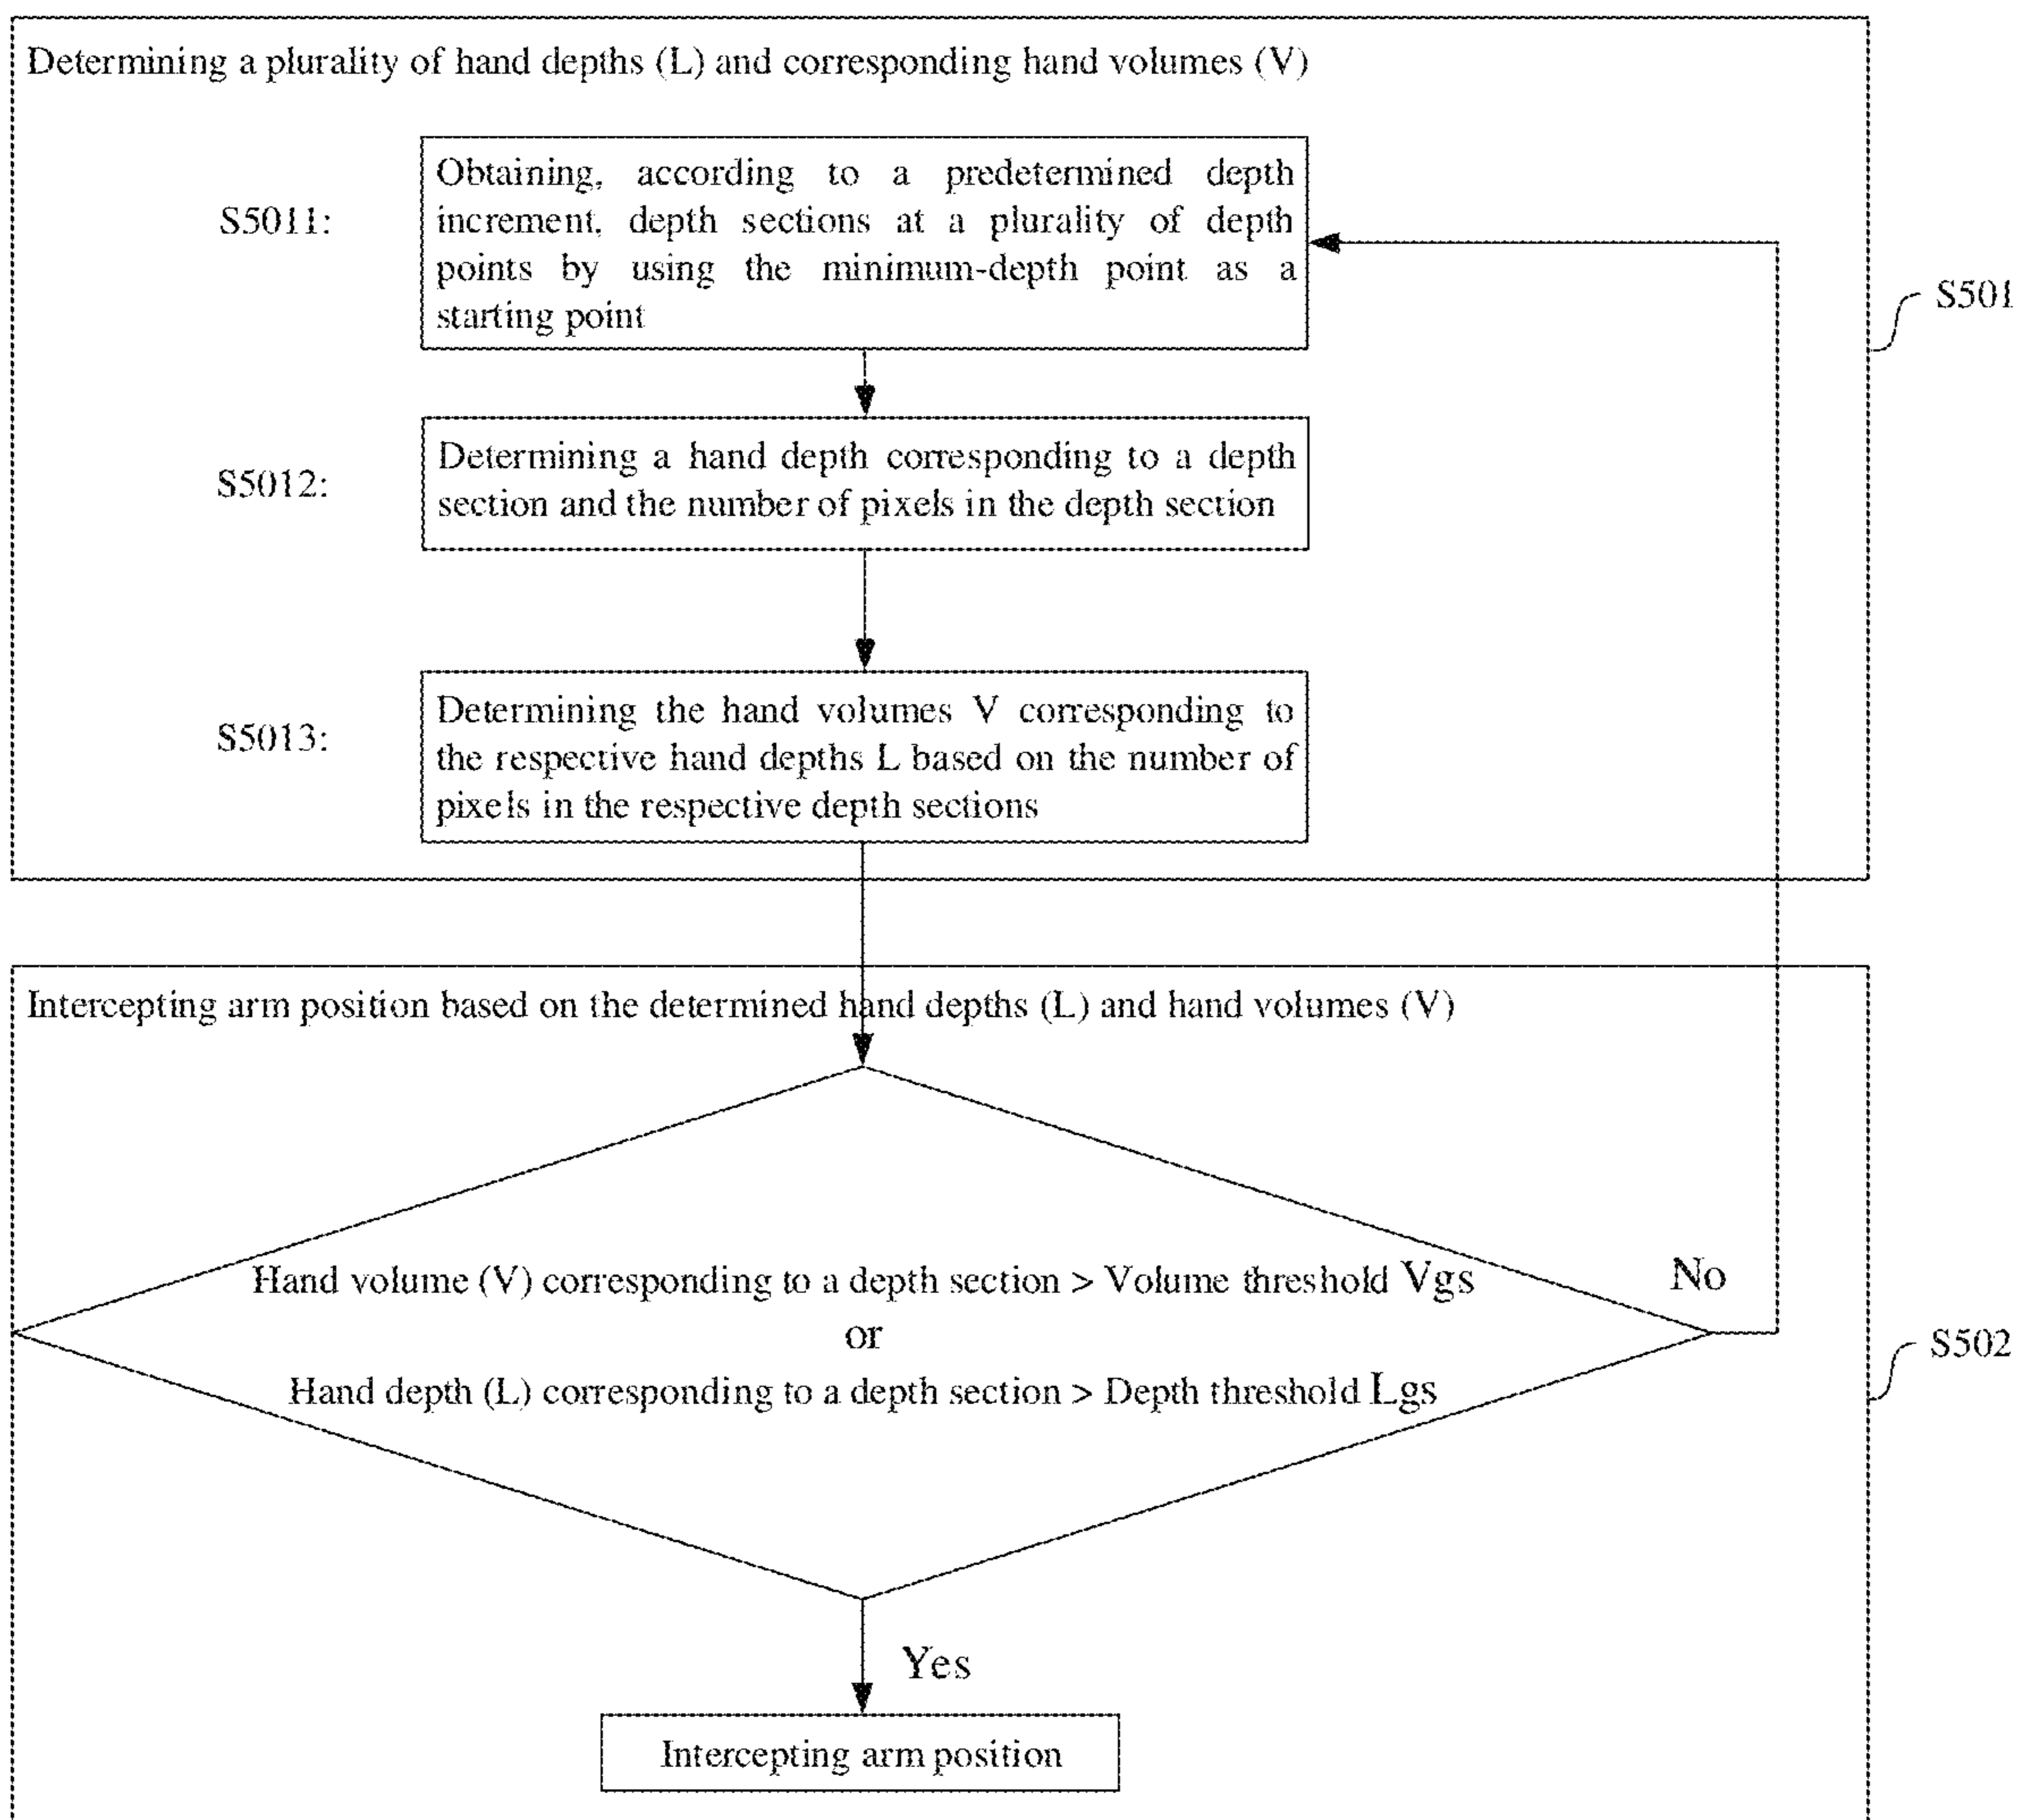 Determining a plurality of hand depths (L) and corresponding hand volumes (V)
S5011:
Obtaining, according to a predetermined depth
increment, depth sections at a plurality of depth
points by using the minimum-depth point as a
starting point
S501
S5012:
Determining a hand depth corresponding to a depth
section and the number of pixels in the depth section
S5013:
Determining the hand volumes V corresponding to
the respective hand depths L based on the number of
pixels in the respective depth sections
Intercepting arm position based on the determined hand depths (L) and hand volumes (V)
Hand volume (V) corresponding to a depth section > Volume threshold Vgs
No
or
S502
Hand depth (L) corresponding to a depth section > Depth threshold Lgs
Yes
Intercepting arm position